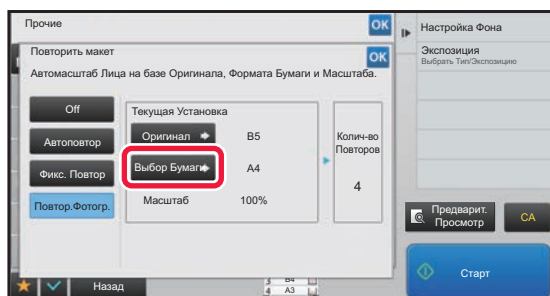 Прочие
OK
Повторить макет
OK
Автомасштаб Лица на базе Оригинала, Формата Бумаги и Масштаба.
Off
Автоповтор
Фикс. Повтор
Повтор.Фотогр.
Текущая Установка
Оригинал
B5
Выбор Бумаги
A4
Масштаб
100%
Колич-во
Повторов
4
Назад
3 B4
4 A3
Настройка Фона
Экспозиция
Выбрать Тип/Экспозицию
Предварит.
Просмотр
CA
Старт